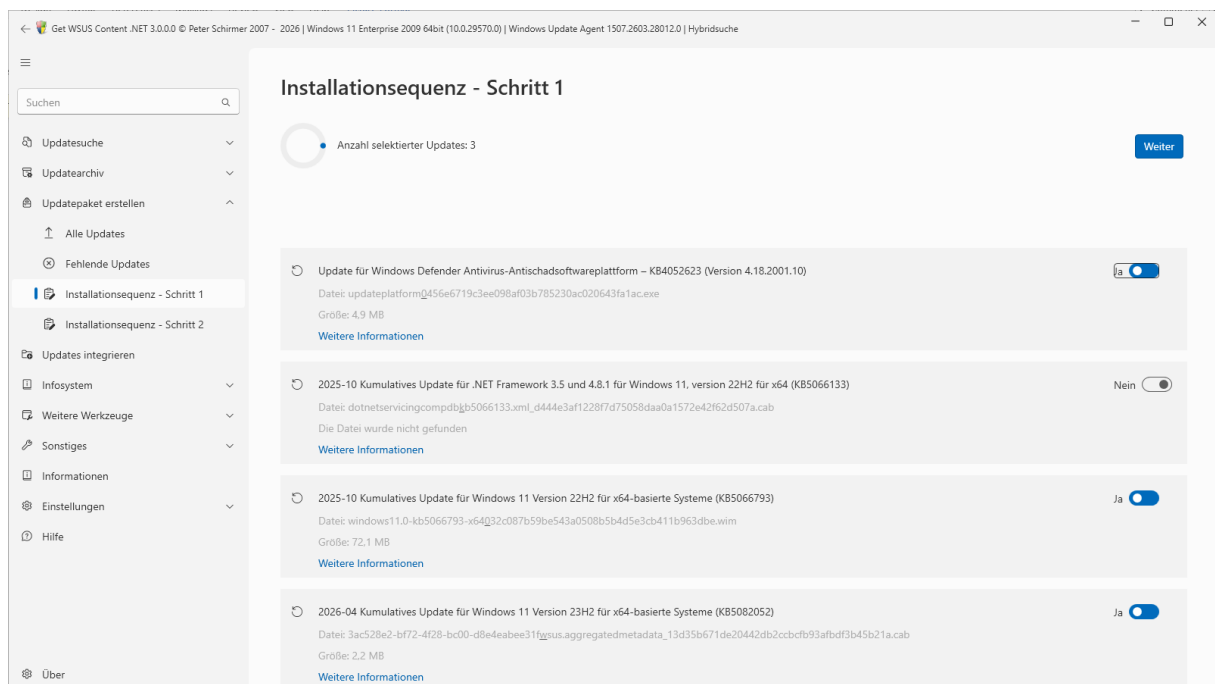 Get WSUS Content .NET 3.0.0.0 © Peter Schirmer 2007 - 2026 | Windows 11 Enterprise 2009 64bit (10.0.29570.0) | Windows Update Agent 1507.2603.28012.0 | Hybridsuche
Suchen
Updatesuche
Updatearchiv
Updatepaket erstellen
Alle Updates
Fehlende Updates
Installationsequenz - Schritt 1
Installationsequenz - Schritt 2
Updates integrieren
Infosystem
Weitere Werkzeuge
Sonstiges
Informationen
Einstellungen
Hilfe
Über
Installationsequenz - Schritt 1
Anzahl selektierter Updates: 3
Weiter
Update für Windows Defender Antivirus-Antischadsoftwareplattform – KB4052623 (Version 4.18.2001.10)
Ja
Datei: updateplatform0456e6719c3ee098af03b785230ac020643fa1ac.exe
Größe: 4,9 MB
Weitere Informationen
2025-10 Kumulatives Update für .NET Framework 3.5 und 4.8.1 für Windows 11, version 22H2 für x64 (KB5066133)
Nein
Datei: dotnetservicingcompdbkb5066133.xml_d444e3af1228f7d75058daa0a1572e42f62d507a.cab
Die Datei wurde nicht gefunden
Weitere Informationen
2025-10 Kumulatives Update für Windows 11 Version 22H2 für x64-basierte Systeme (KB5066793)
Ja
Datei: windows11.0-kb5066793-x64032c087b59be543a0508b5b4d5e3cb411b963dbe.wim
Größe: 72,1 MB
Weitere Informationen
2026-04 Kumulatives Update für Windows 11 Version 23H2 für x64-basierte Systeme (KB5082052)
Ja
Datei: 3ac528e2-bf72-4f28-bc00-d8e4eabee31fwsus.aggregatedmetadata_13d35b671de20442db2ccbcfb93afbdf3b45b21a.cab
Größe: 2,2 MB
Weitere Informationen